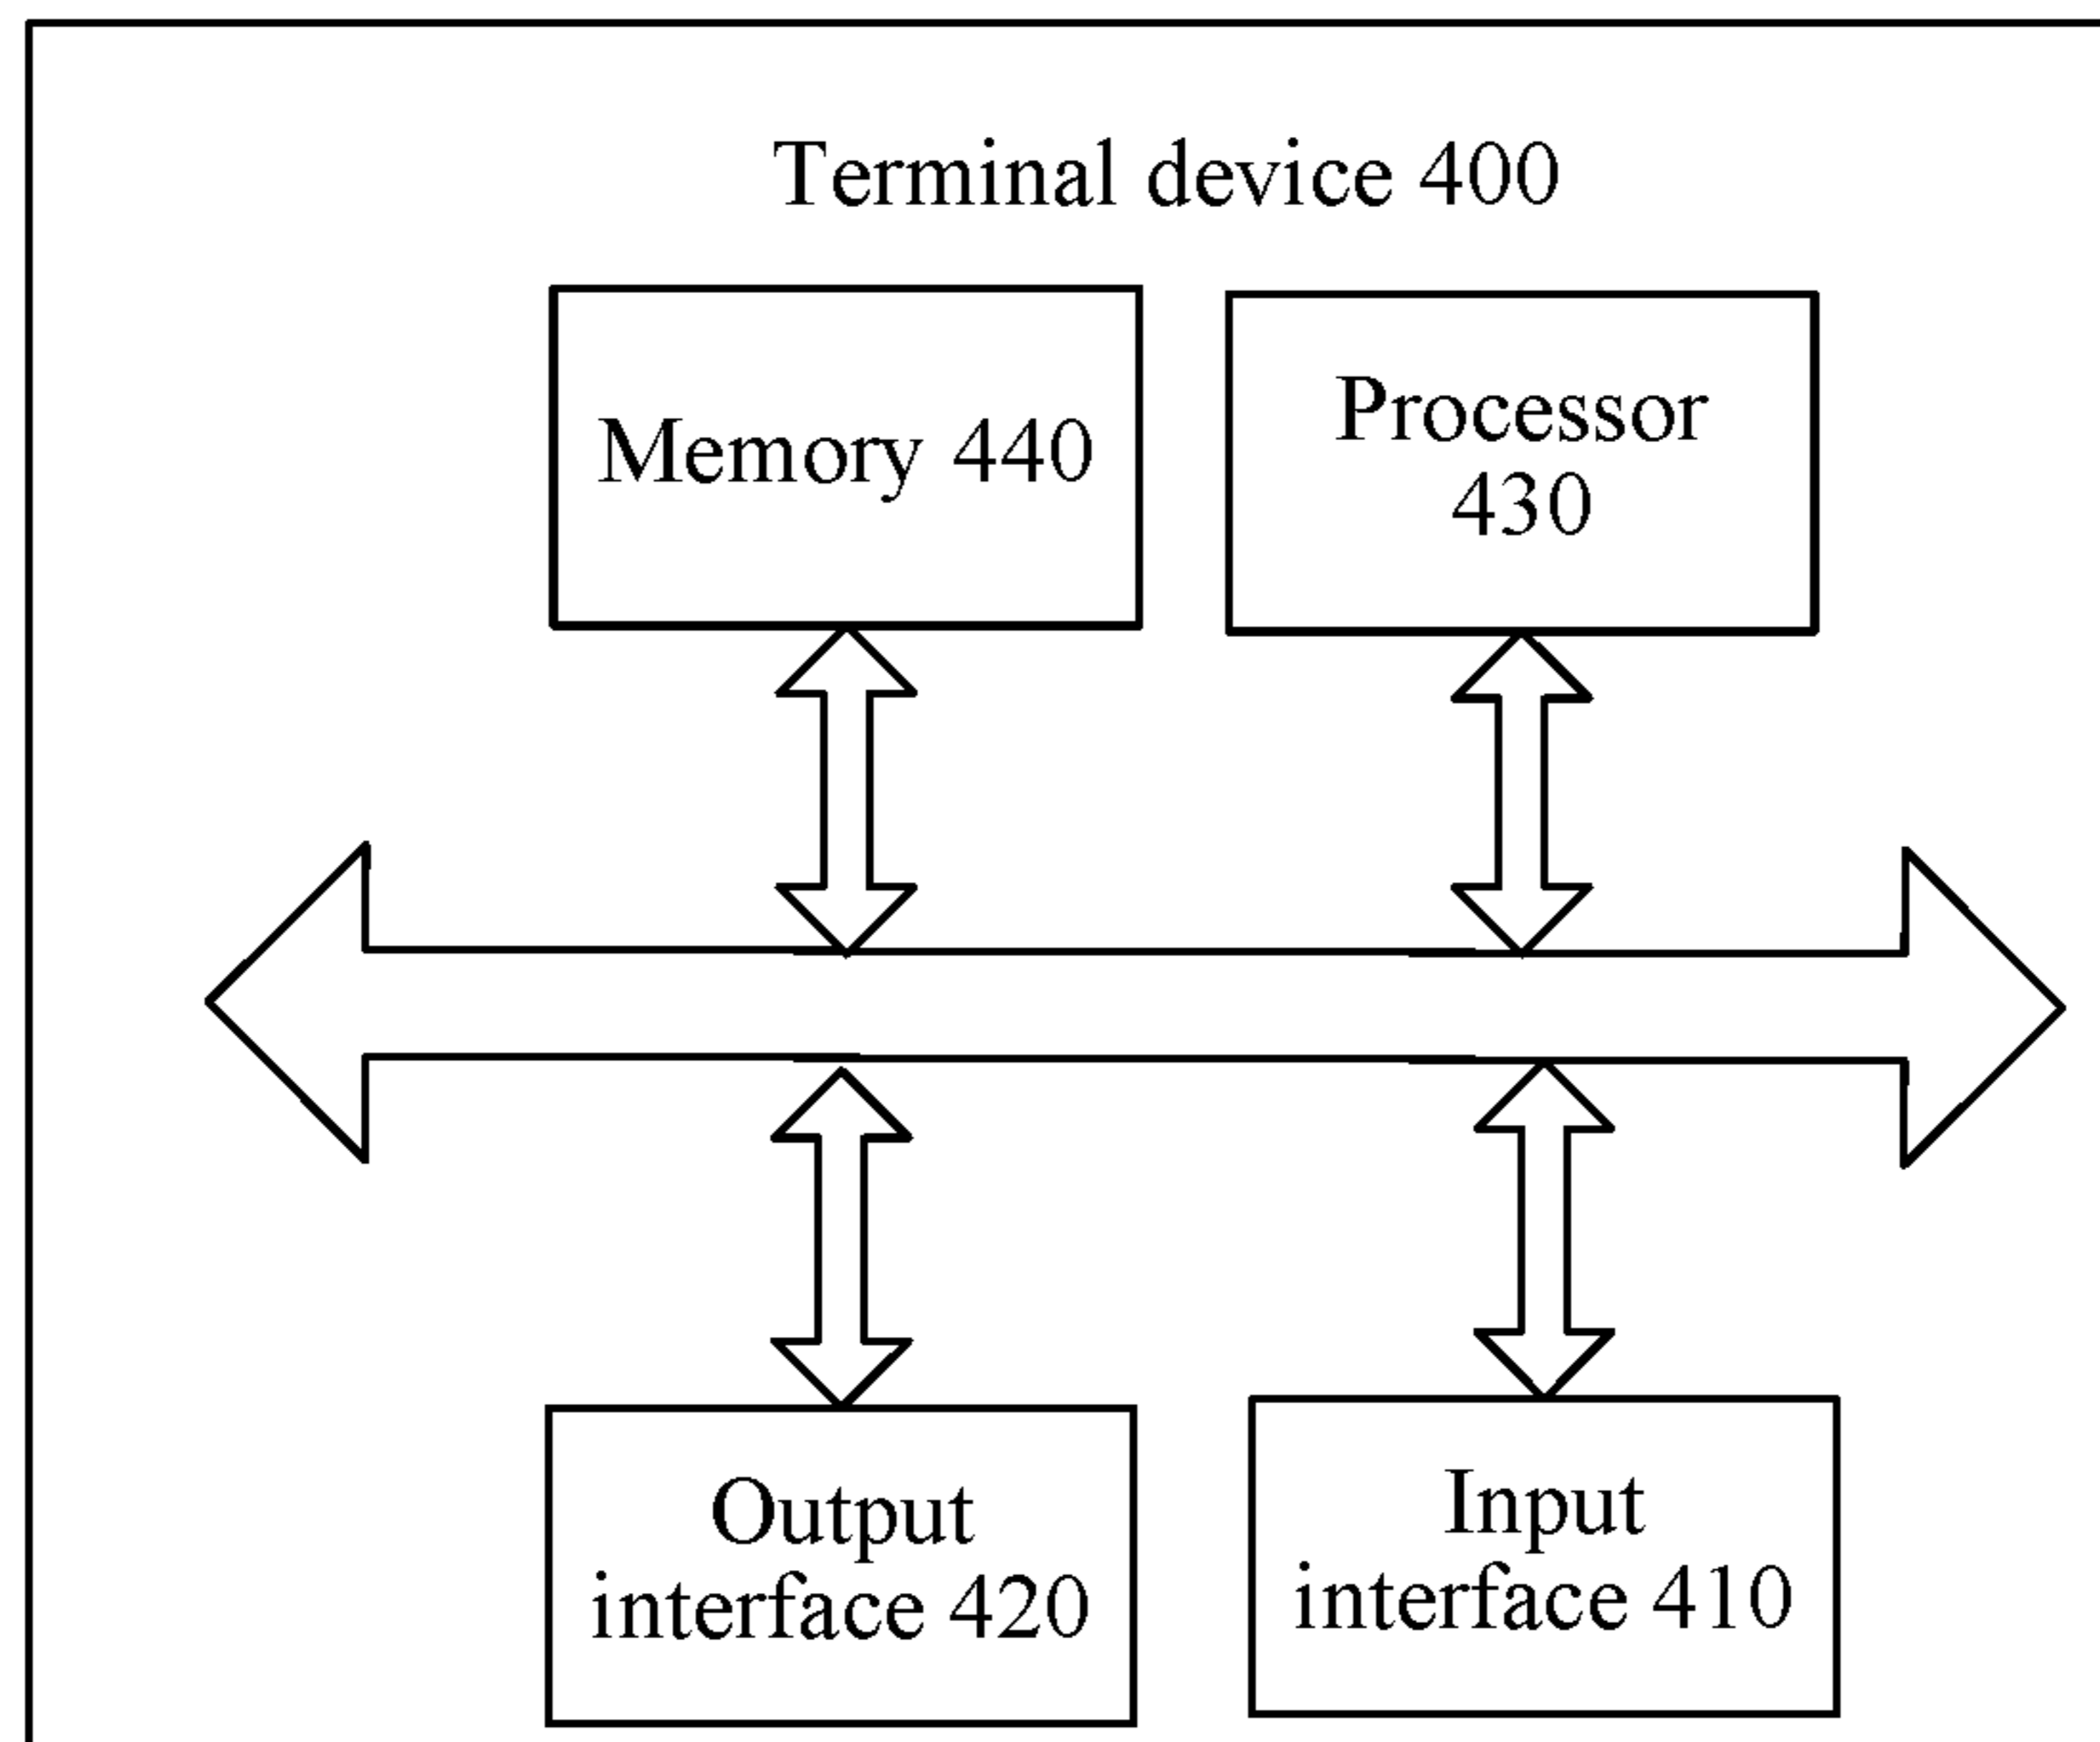 Terminal device 400
Memory 440
Processor
430
Output
interface 420
Input
interface 410